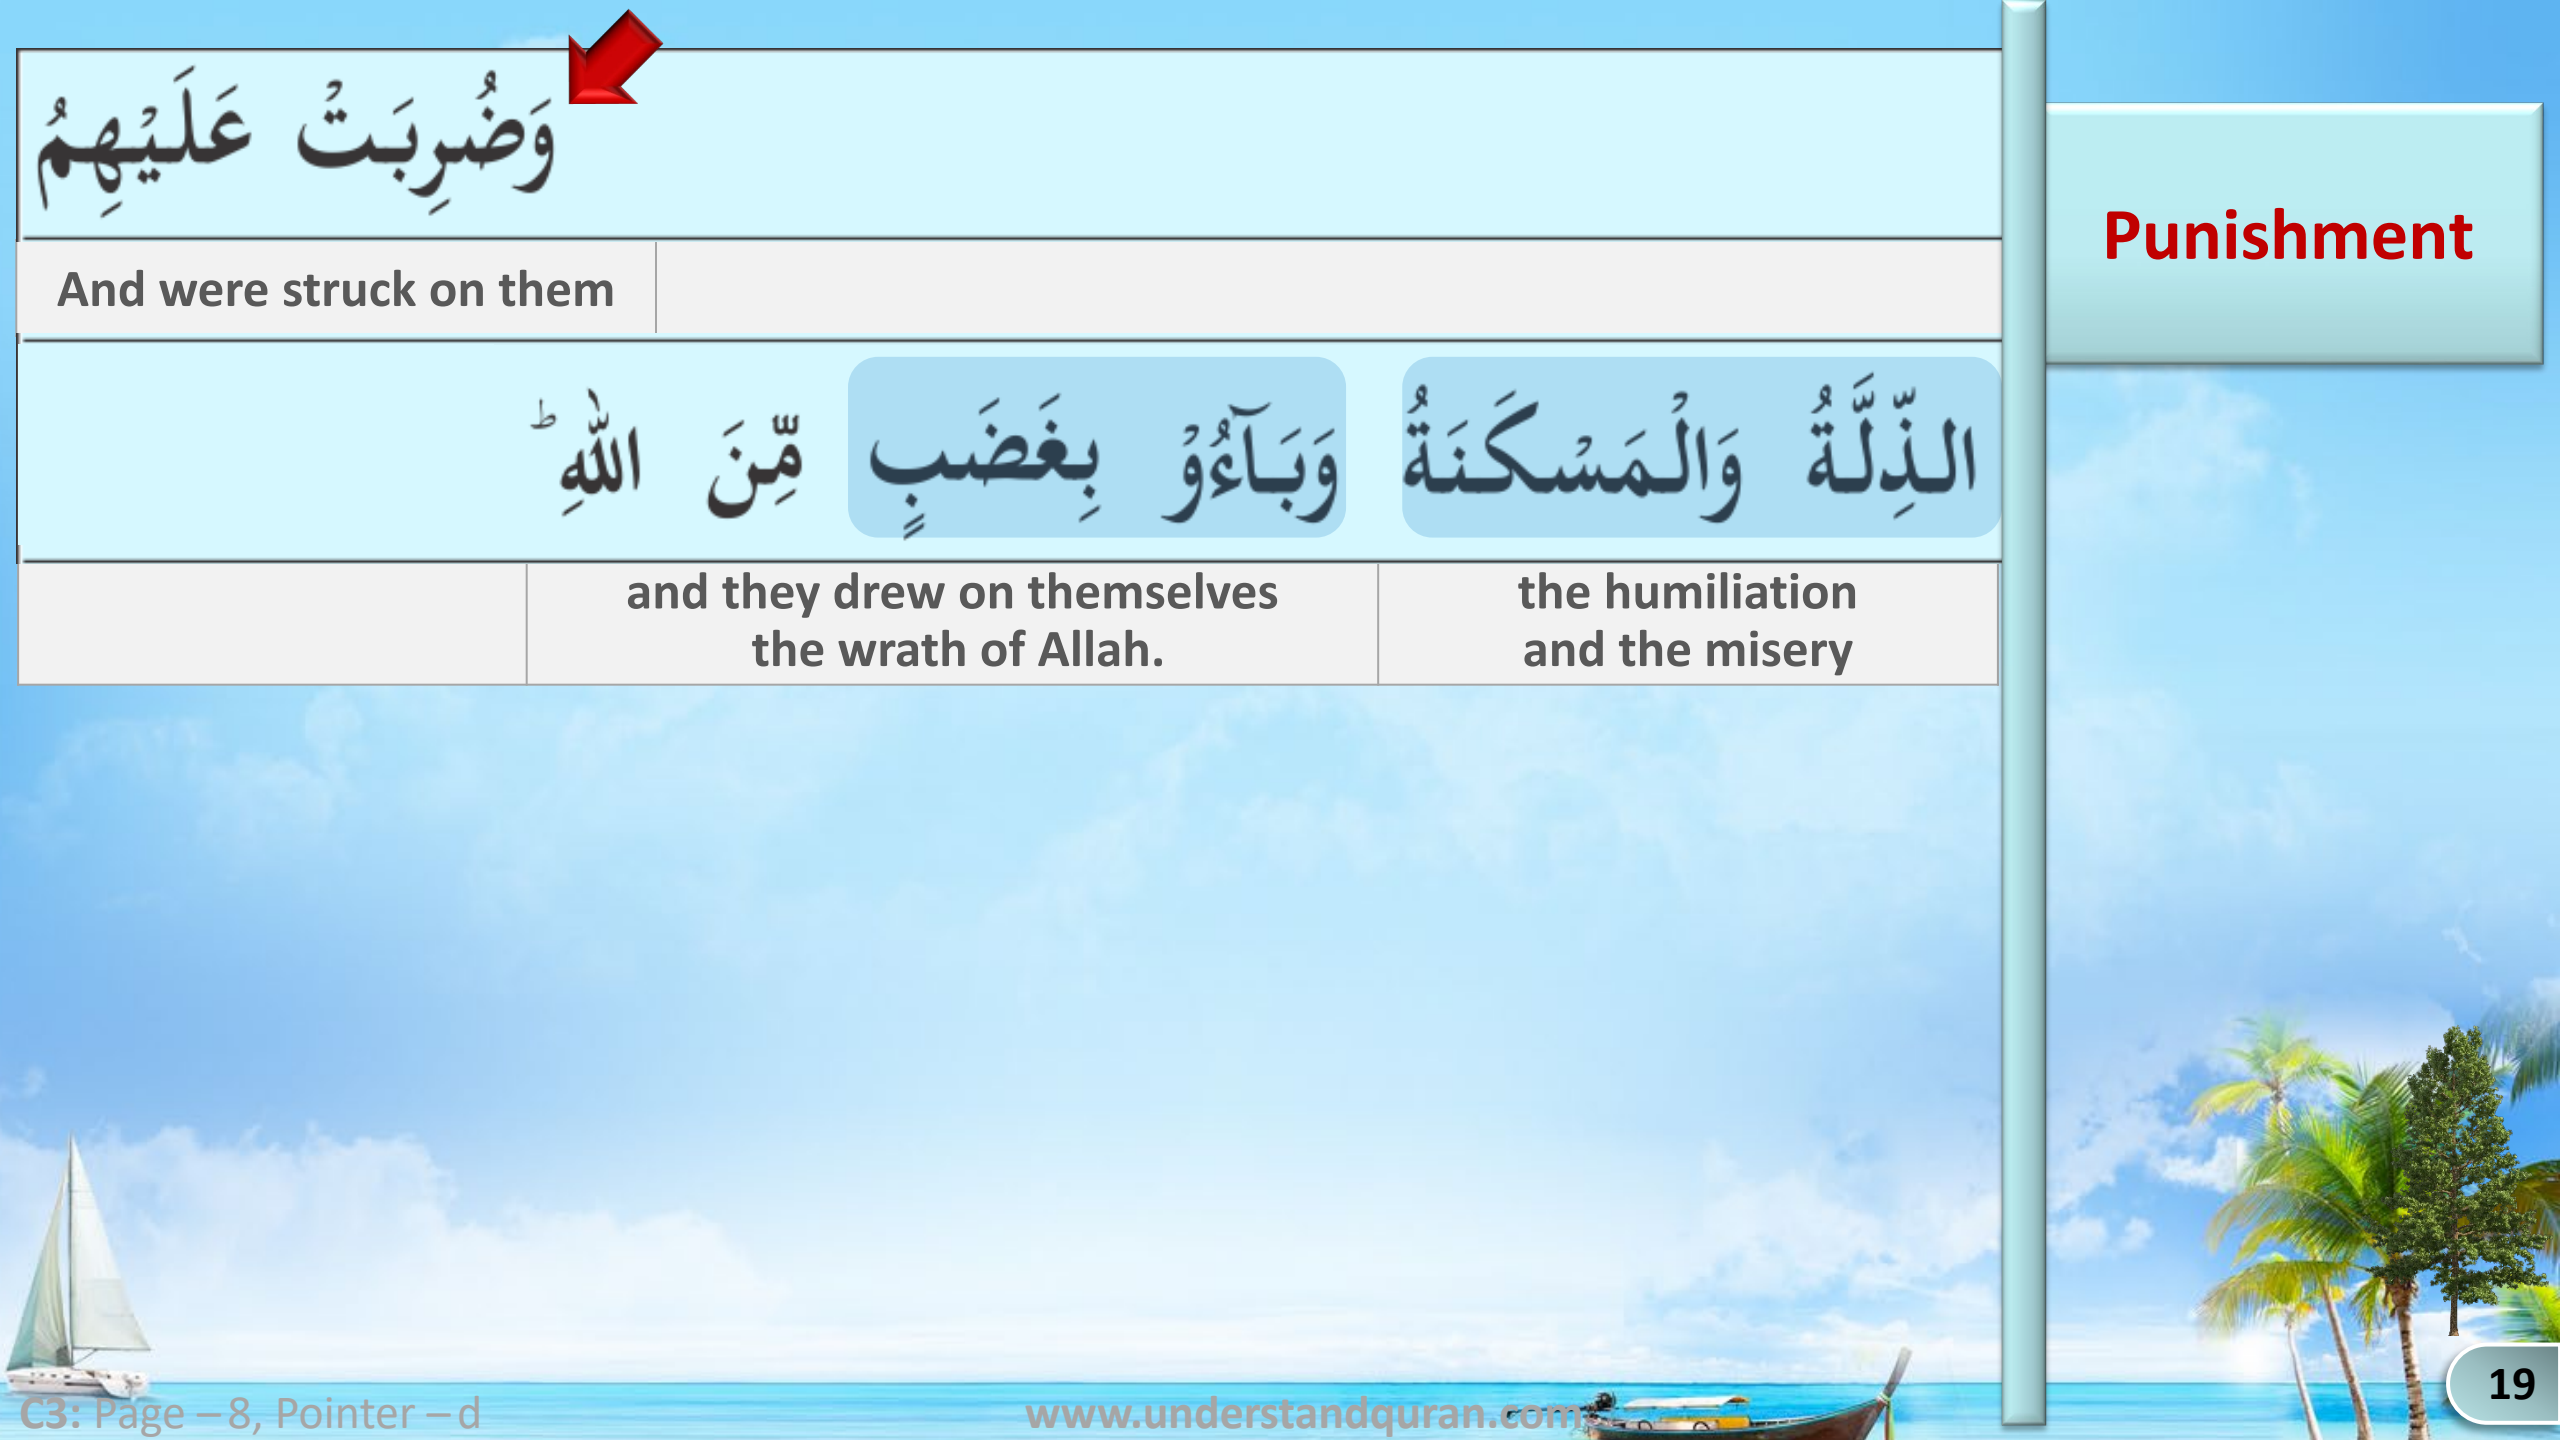 وَضُرِبَتْ عَلَيْهِمُ
And were struck on them
الذِّلَّةُ وَالْمَسْكَنَةُ وَبَآءُوْ بِغَضَبٍ مِّنَ اللّٰهِ ؕ
the humiliation
and the misery
and they drew on themselves
the wrath of Allah.
Punishment
C3: Page – 8, Pointer – d
www.understandquran.com
19